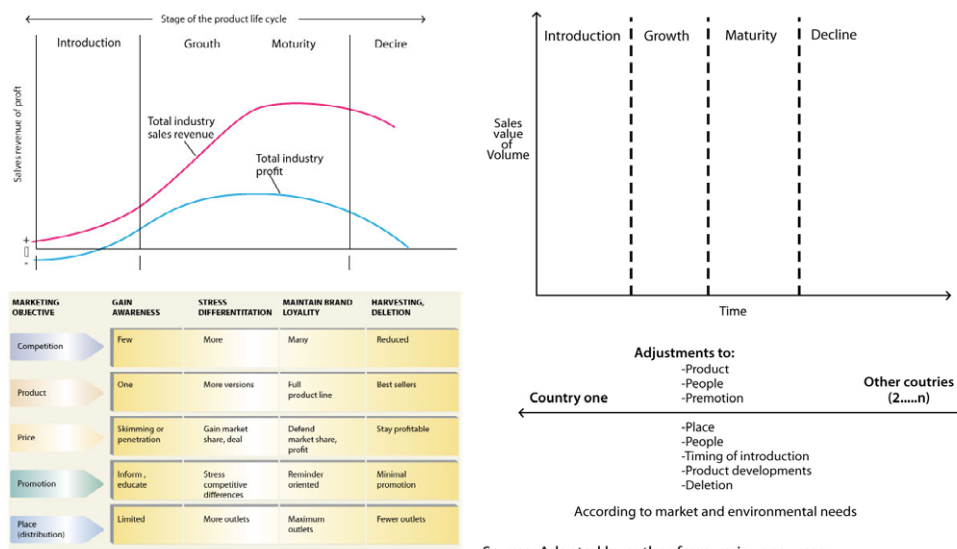 Stage of the product life cycle
Introduction
Grouth
Maturity
Decire
Salves revenue of proft
Total industry
sales revenue
Total industry
profit
+
-
MARKETING
OBJECTIVE
GAIN
AWARENESS
STRESS
DIFFERENTITATION
MAINTAIN BRAND
LOYALITY
HARVESTING,
DELETION
Competition
Few
More
Many
Reduced
Product
One
More versions
Full
product line
Best sellers
Price
Skimming or
penetration
Gain market
share, deal
Defend
market share,
profit
Stay profitable
Promotion
Inform ,
educate
Stress
competitive
differences
Reminder
oriented
Minimal
promotion
Place
(distribution)
Limited
More outlets
Maximum
outlets
Fewer outlets
Introduction
Growth
Maturity
Decline
Sales
value
of
Volume
Time
Adjustments to:
-Product
-People
-Premotion
Country one
Other coutries
(2.....n)
-Place
-People
-Timing of introduction
-Product developments
-Deletion
According to market and environmental needs